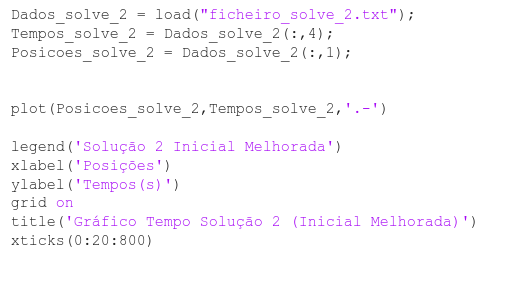 Dados_solve_2 = load("ficheiro_solve_2.txt");
Tempos_solve_2 = Dados_solve_2(:,4);
Posicoes_solve_2 = Dados_solve_2(:,1);
plot(Posicoes_solve_2,Tempos_solve_2,'.-')
legend('Solução 2 Inicial Melhorada')
xlabel('Posições')
ylabel('Tempos(s)')
grid on
title('Gráfico Tempo Solução 2 (Inicial Melhorada)')
xticks(0:20:800)